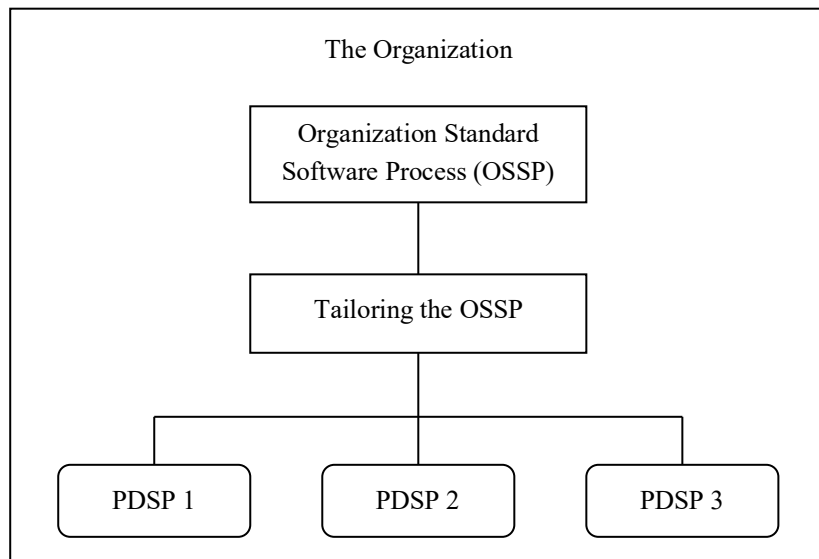 The Organization
Organization Standard
Software Process (OSSP)
Tailoring the OSSP
PDSP 1
PDSP 2
PDSP 3